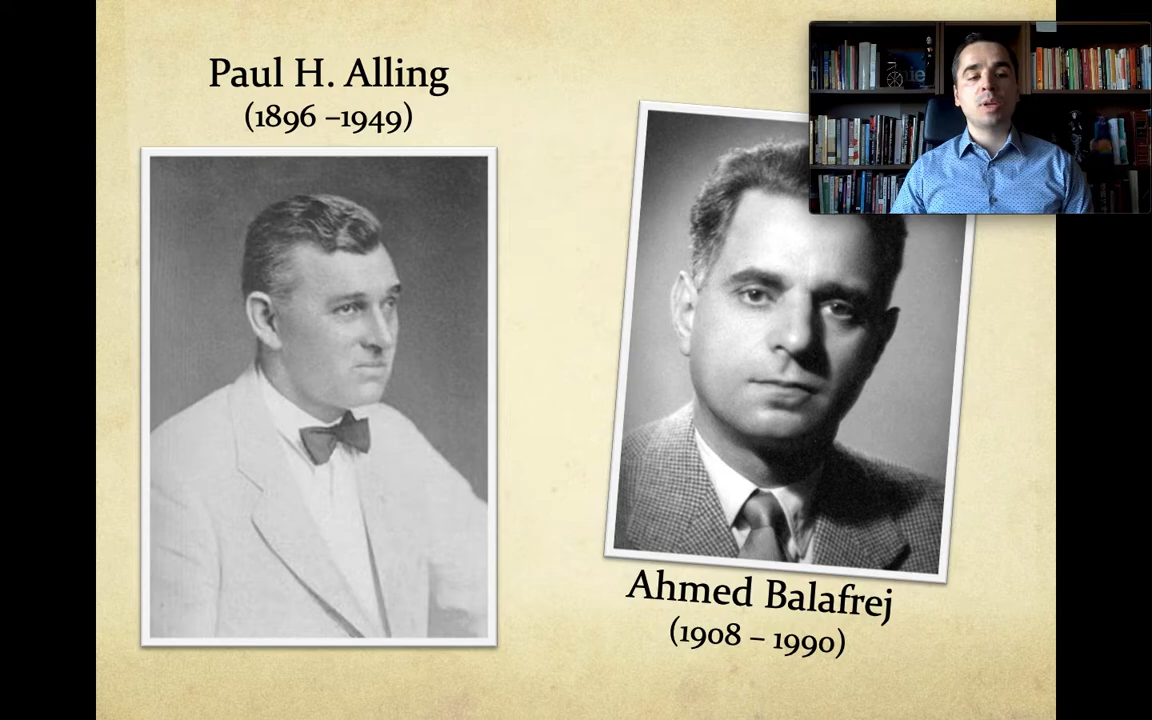 Paul H. Alling
(1896 –1949)
Ahmed Balafrej
(1908 – 1990)